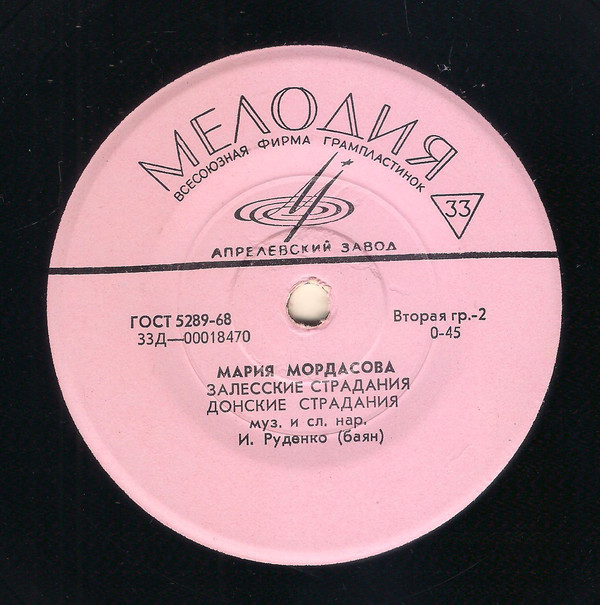 МЕЛОДИЯ
ВСЕСОЮЗНАЯ ФИРМА ГРАМПЛАСТИНОК
33
АПРЕЛЕВСКИЙ ЗАВОД
ГОСТ 5289-68
33Д—00018470
Вторая гр.-2
0-45
МАРИЯ МОРДАСОВА
ЗАЛЕССКИЕ СТРАДАНИЯ
ДОНСКИЕ СТРАДАНИЯ
муз. и сл. нар.
И. Руденко (баян)